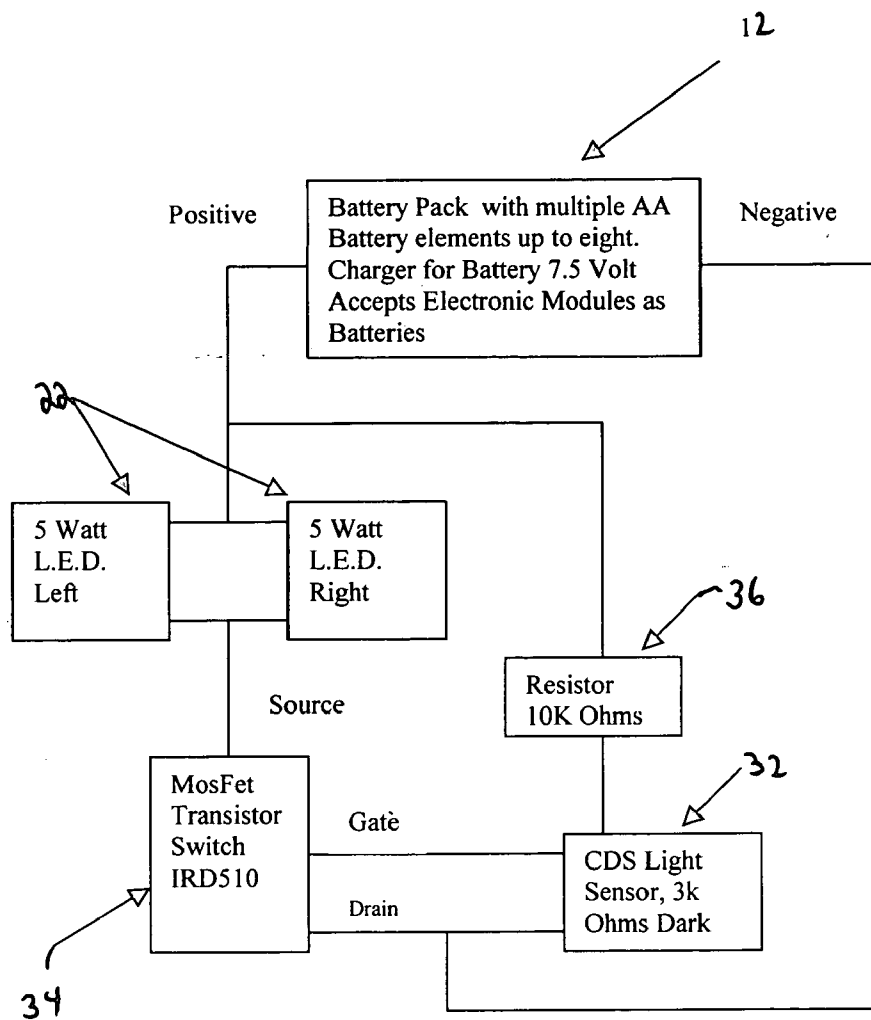 12
Positive
Battery Pack with multiple AA
Battery elements up to eight.
Charger for Battery 7.5 Volt
Accepts Electronic Modules as
Batteries
Negative
22
5 Watt
L.E.D.
Left
5 Watt
L.E.D.
Right
36
Resistor
10K Ohms
Source
32
MosFet
Transistor
Switch
IRD510
Gate
Drain
CDS Light
Sensor, 3k
Ohms Dark
34